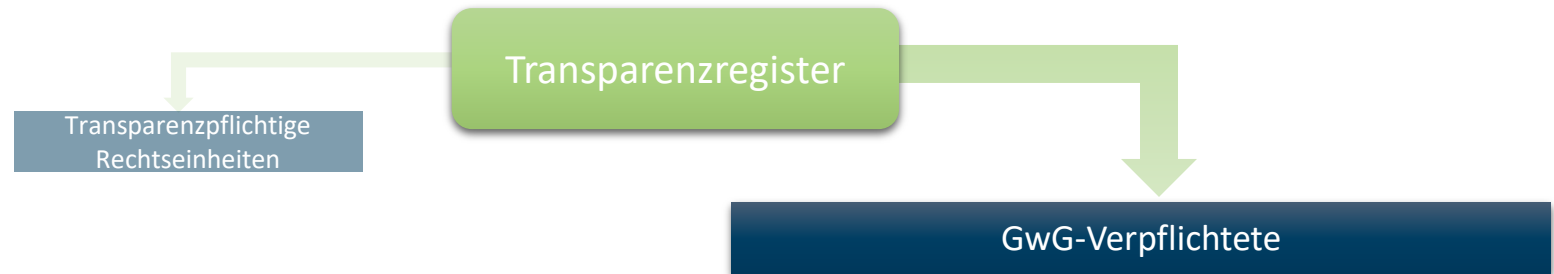 Transparenzregister
Transparenzpflichtige
Rechtseinheiten
GwG-Verpflichtete